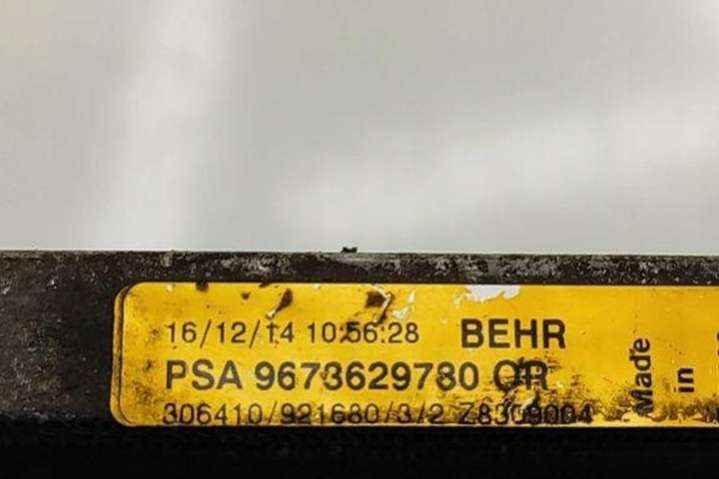 16/12/14 10:56:28 BEHR
PSA 9673629780 OR
306410/921680/3/2 Z8309004
Made
in